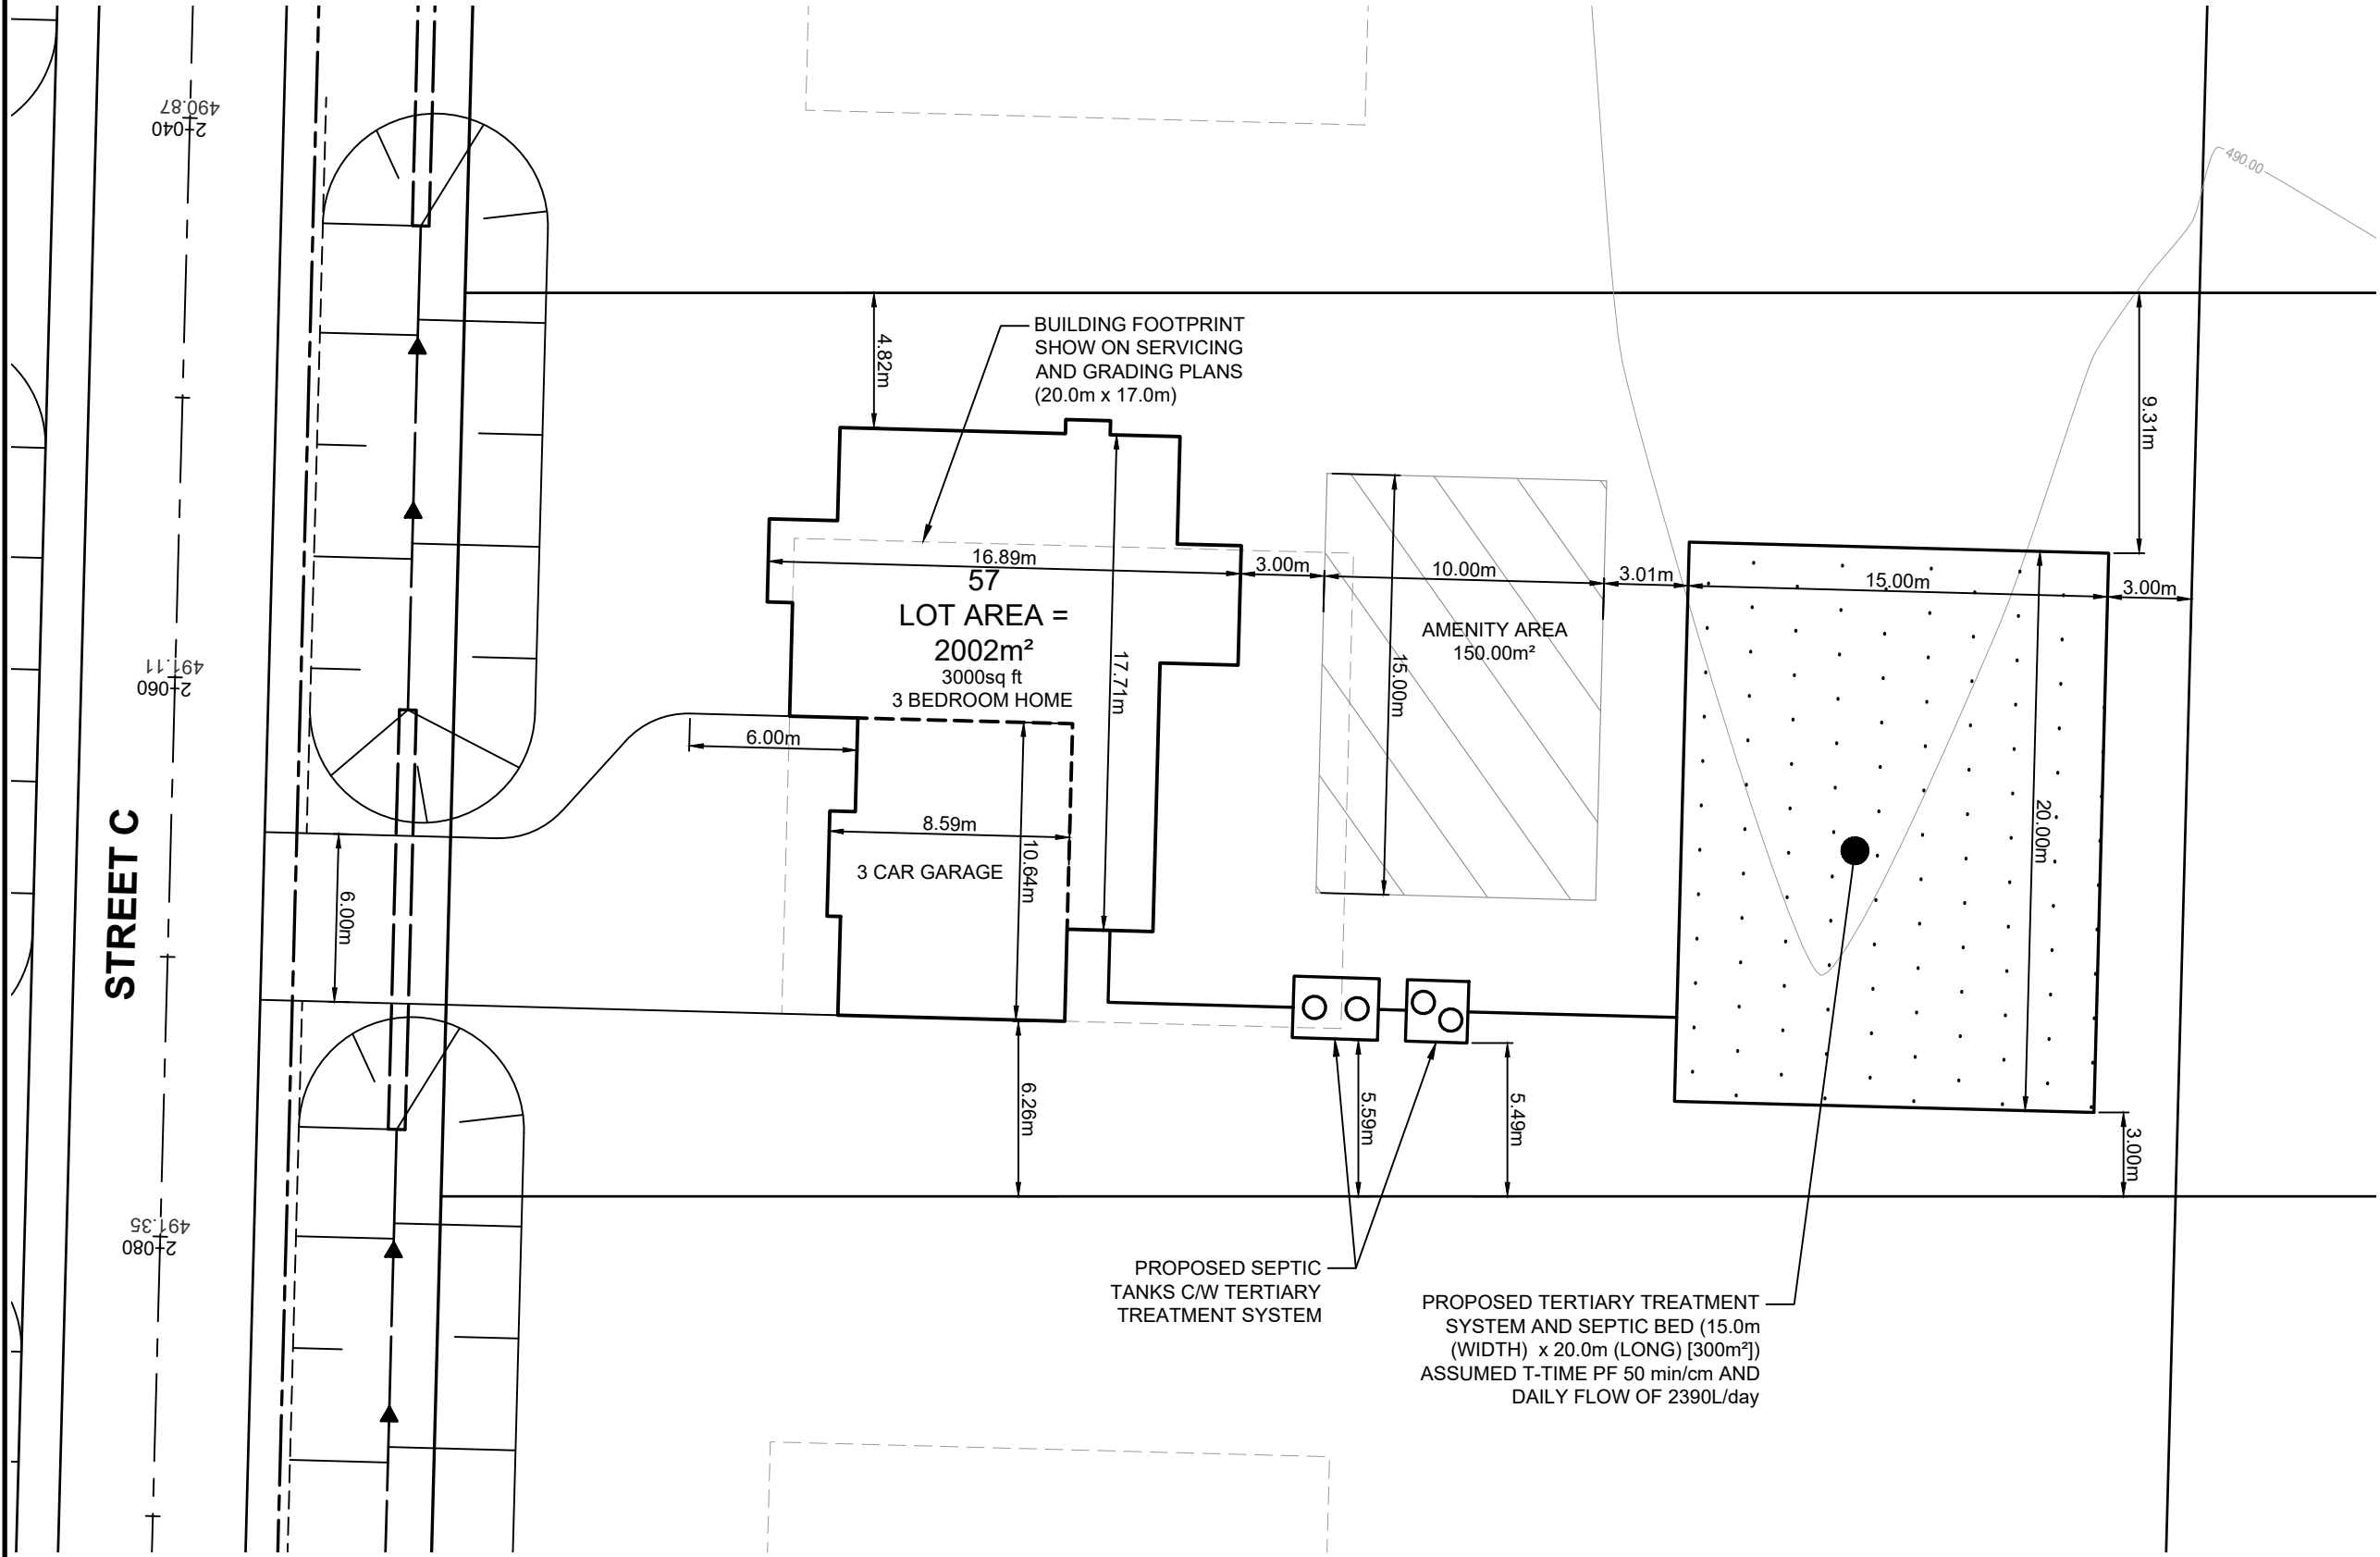 490.87
2+040
490.00
BUILDING FOOTPRINT
SHOW ON SERVICING
AND GRADING PLANS
(20.0m x 17.0m)
4.82m
9.31m
16.89m
3.00m
10.00m
3.01m
15.00m
3.00m
57
LOT AREA =
2002m²
3000sq ft
3 BEDROOM HOME
17.71m
AMENITY AREA
150.00m²
15.00m
491.11
2+060
6.00m
8.59m
10.64m
3 CAR GARAGE
20.00m
STREET C
6.00m
6.26m
5.59m
5.49m
3.00m
491.35
2+080
PROPOSED SEPTIC
TANKS C/W TERTIARY
TREATMENT SYSTEM
PROPOSED TERTIARY TREATMENT
SYSTEM AND SEPTIC BED (15.0m
(WIDTH) x 20.0m (LONG) [300m²])
ASSUMED T-TIME PF 50 min/cm AND
DAILY FLOW OF 2390L/day